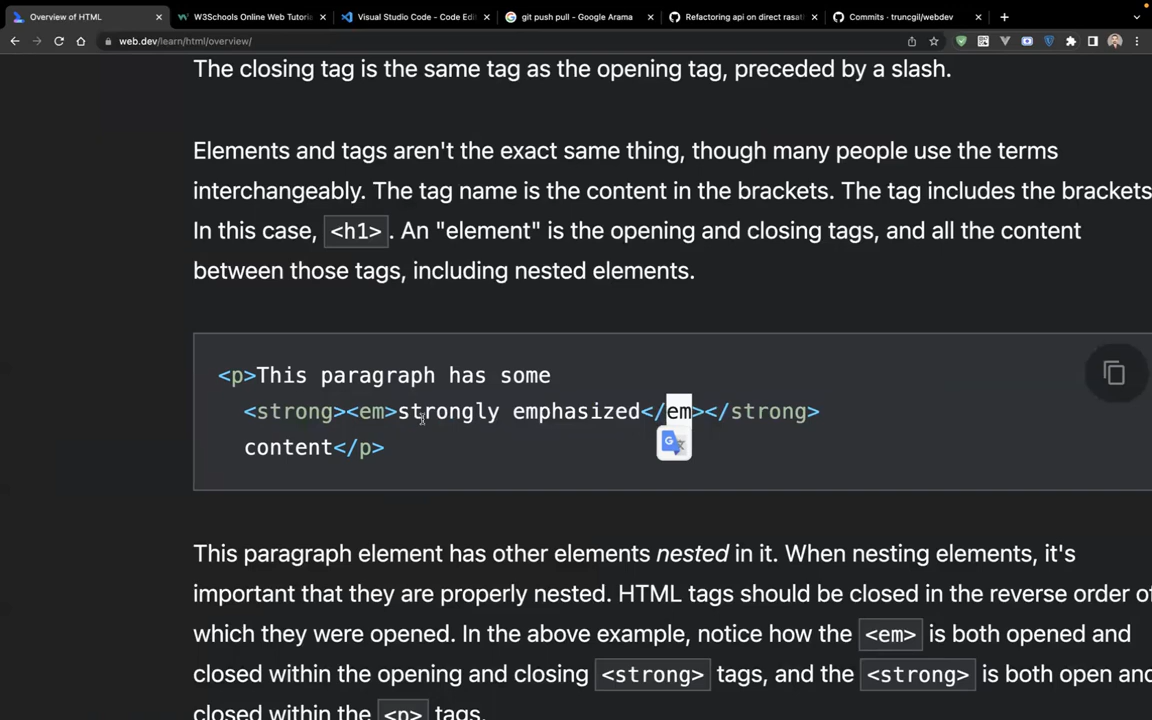 Overview of HTML
W3Schools Online Web Tutoria
Visual Studio Code - Code Edi
git push pull - Google Arama
Refactoring api on direct rasat
Commits · truncgil/webdev
web.dev/learn/html/overview/
The closing tag is the same tag as the opening tag, preceded by a slash.
Elements and tags aren't the exact same thing, though many people use the terms
interchangeably. The tag name is the content in the brackets. The tag includes the brackets
In this case, <h1>. An "element" is the opening and closing tags, and all the content
between those tags, including nested elements.
<p>This paragraph has some
<strong><em>strongly emphasized</em></strong>
content</p>
This paragraph element has other elements nested in it. When nesting elements, it's
important that they are properly nested. HTML tags should be closed in the reverse order of
which they were opened. In the above example, notice how the <em> is both opened and
closed within the opening and closing <strong> tags, and the <strong> is both open and
closed within the <p> tags.